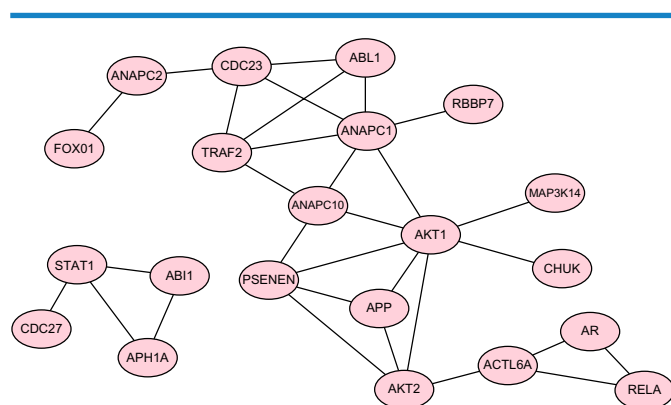 ABL1
CDC23
ANAPC2
RBBP7
ANAPC1
FOX01
TRAF2
MAP3K14
ANAPC10
AKT1
STAT1
ABI1
PSENEN
CHUK
APP
CDC27
AR
APH1A
ACTL6A
AKT2
RELA